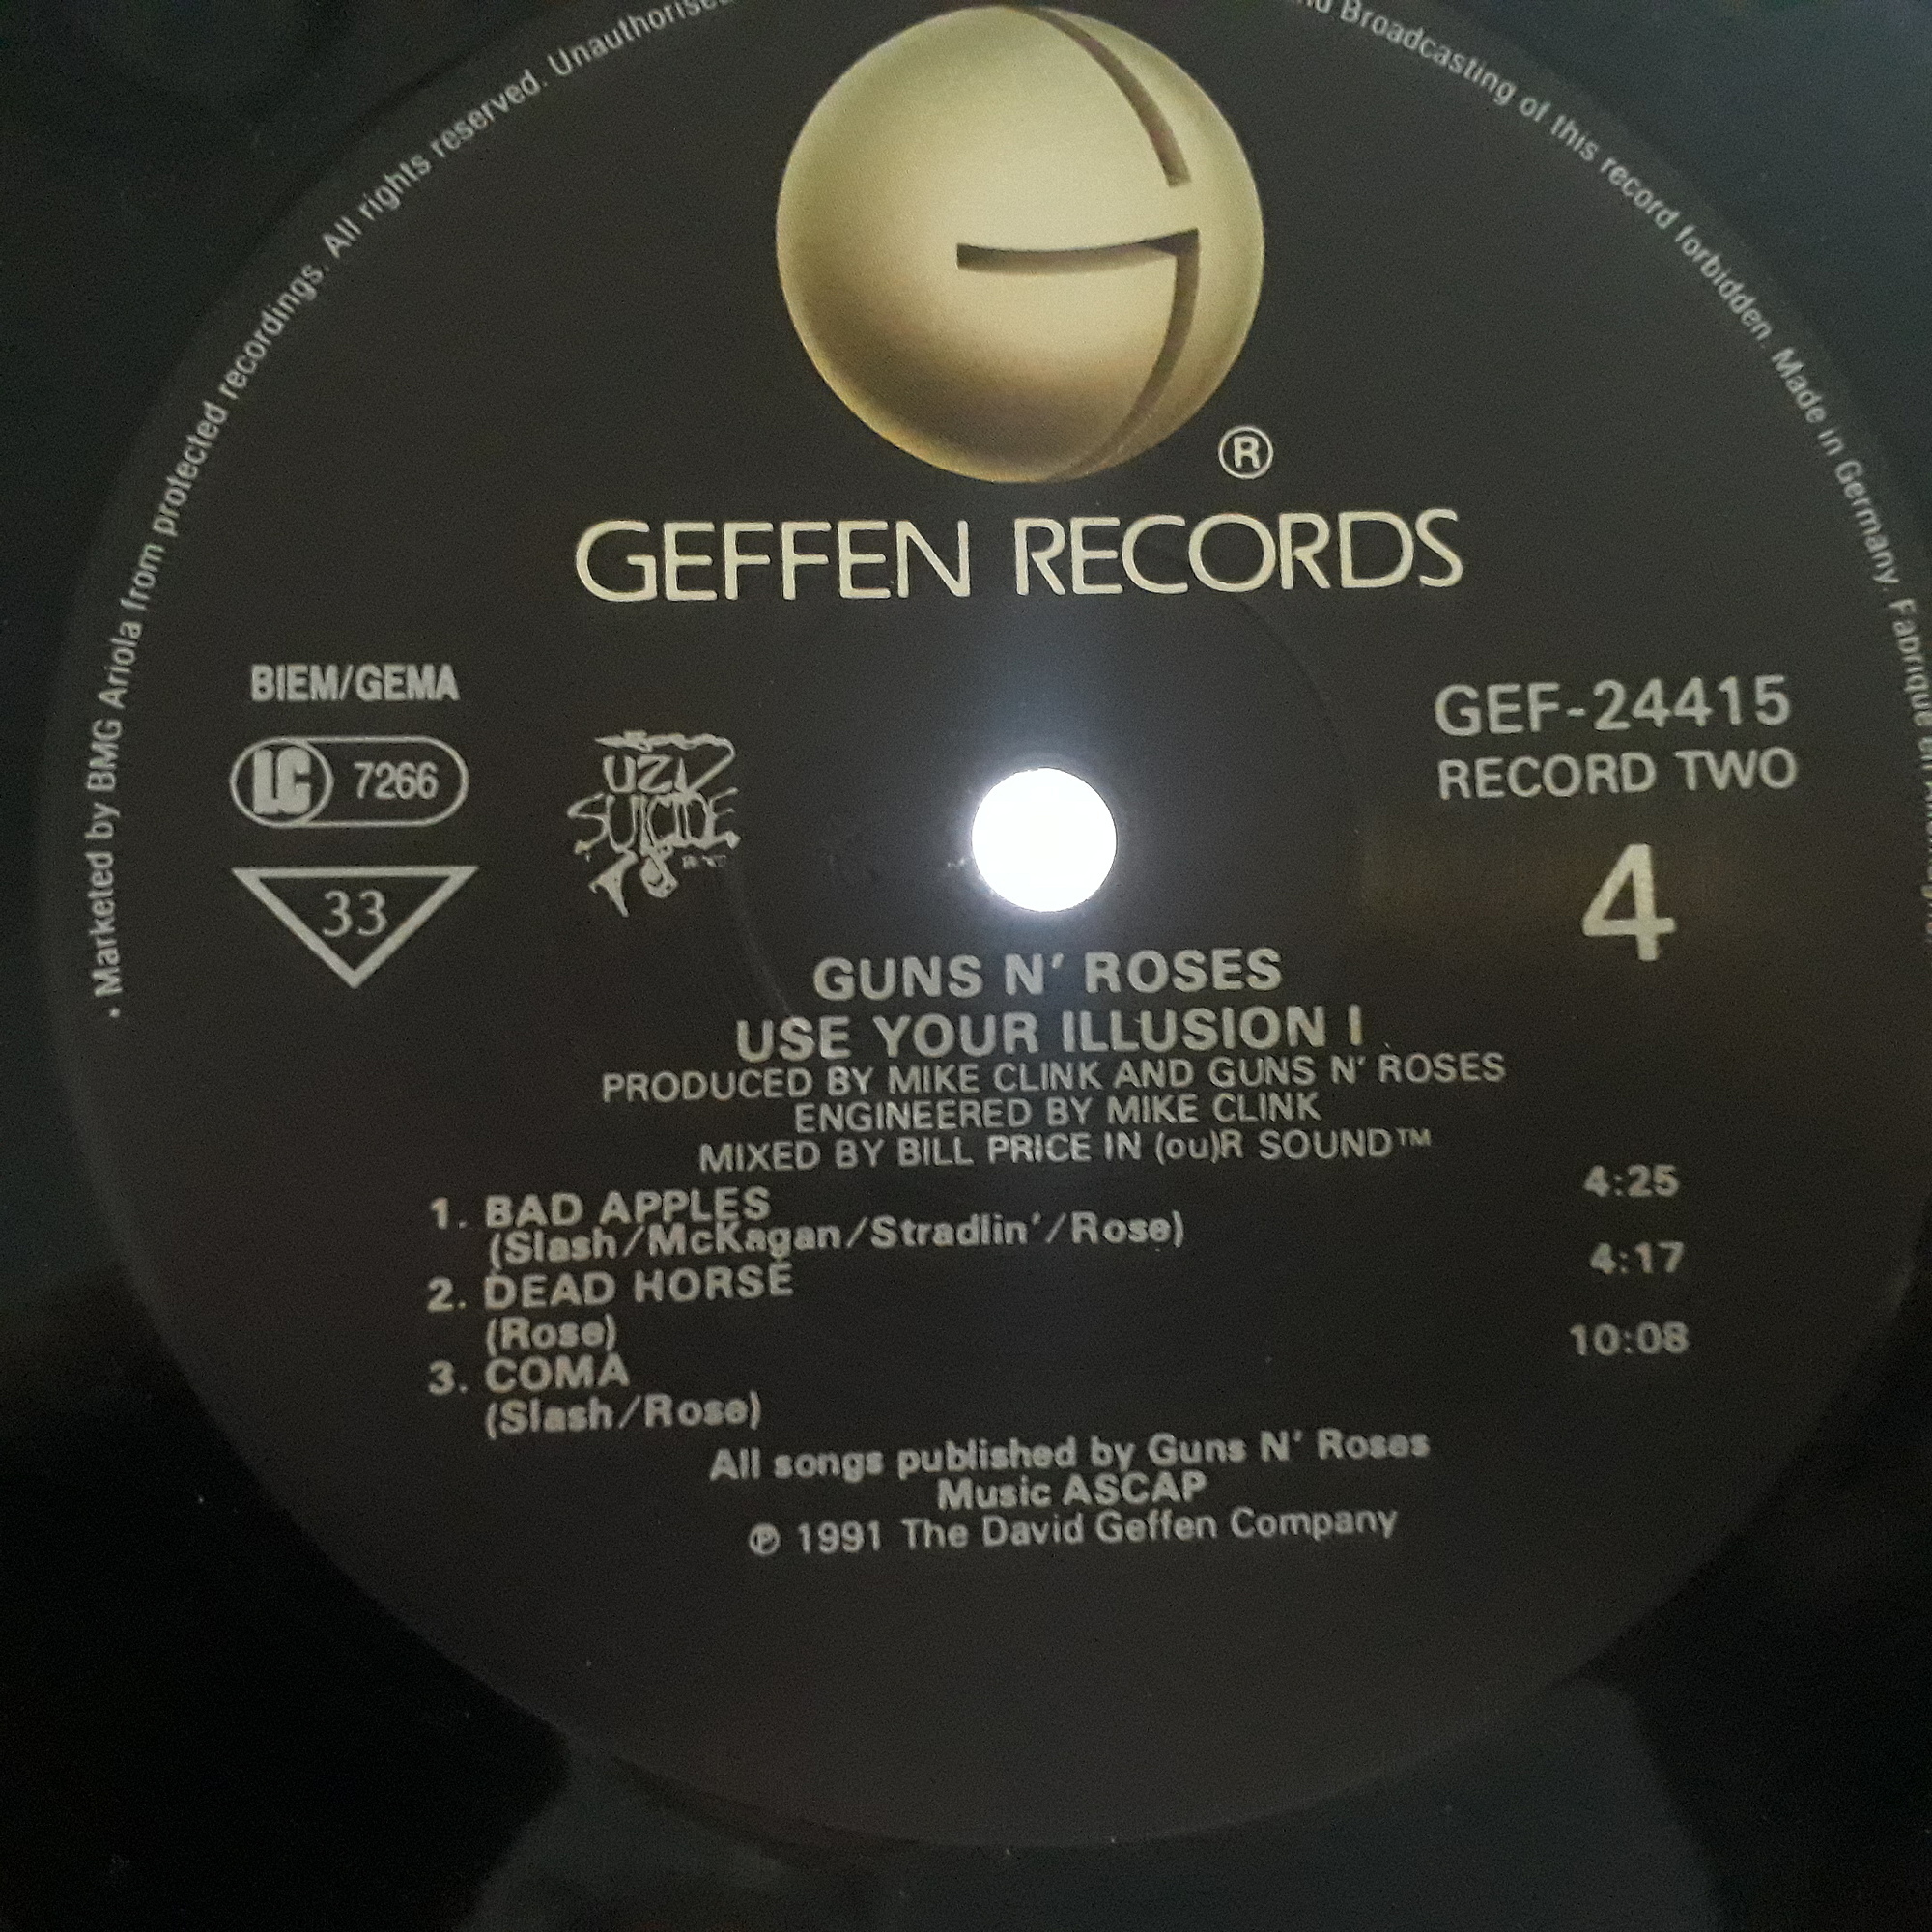 Marketed by BMG Ariola from protected recordings. All rights reserved. Unauthorised
Broadcasting of this record forbidden. Made in Germany. Fabriqué
®
GEFFEN RECORDS
BIEM/GEMA
LC 7266
33
UZI
SUICIDE
GEF-24415
RECORD TWO
4
GUNS N' ROSES
USE YOUR ILLUSION I
PRODUCED BY MIKE CLINK AND GUNS N' ROSES
ENGINEERED BY MIKE CLINK
MIXED BY BILL PRICE IN (ou)R SOUND™
1. BAD APPLES 4:25
(Slash/McKagan/Stradlin'/Rose)
2. DEAD HORSE 4:17
(Rose)
3. COMA 10:08
(Slash/Rose)
All songs published by Guns N' Roses
Music ASCAP
℗ 1991 The David Geffen Company